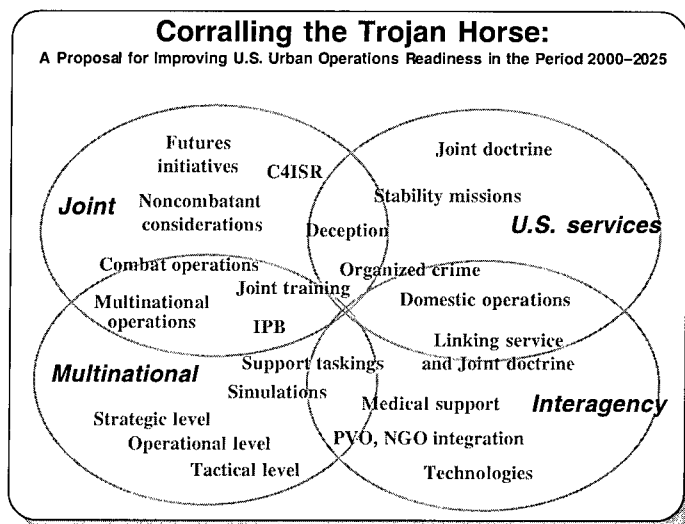 Corralling the Trojan Horse:
A Proposal for Improving U.S. Urban Operations Readiness in the Period 2000–2025
Futures
initiatives
C4ISR
Joint doctrine
Joint
Noncombatant
considerations
Stability missions
Deception
U.S. services
Combat operations
Organized crime
Joint training
Multinational
operations
IPB
Domestic operations
Linking service
and Joint doctrine
Multinational
Support taskings
Simulations
Medical support
Interagency
Strategic level
Operational level
Tactical level
PVO, NGO integration
Technologies